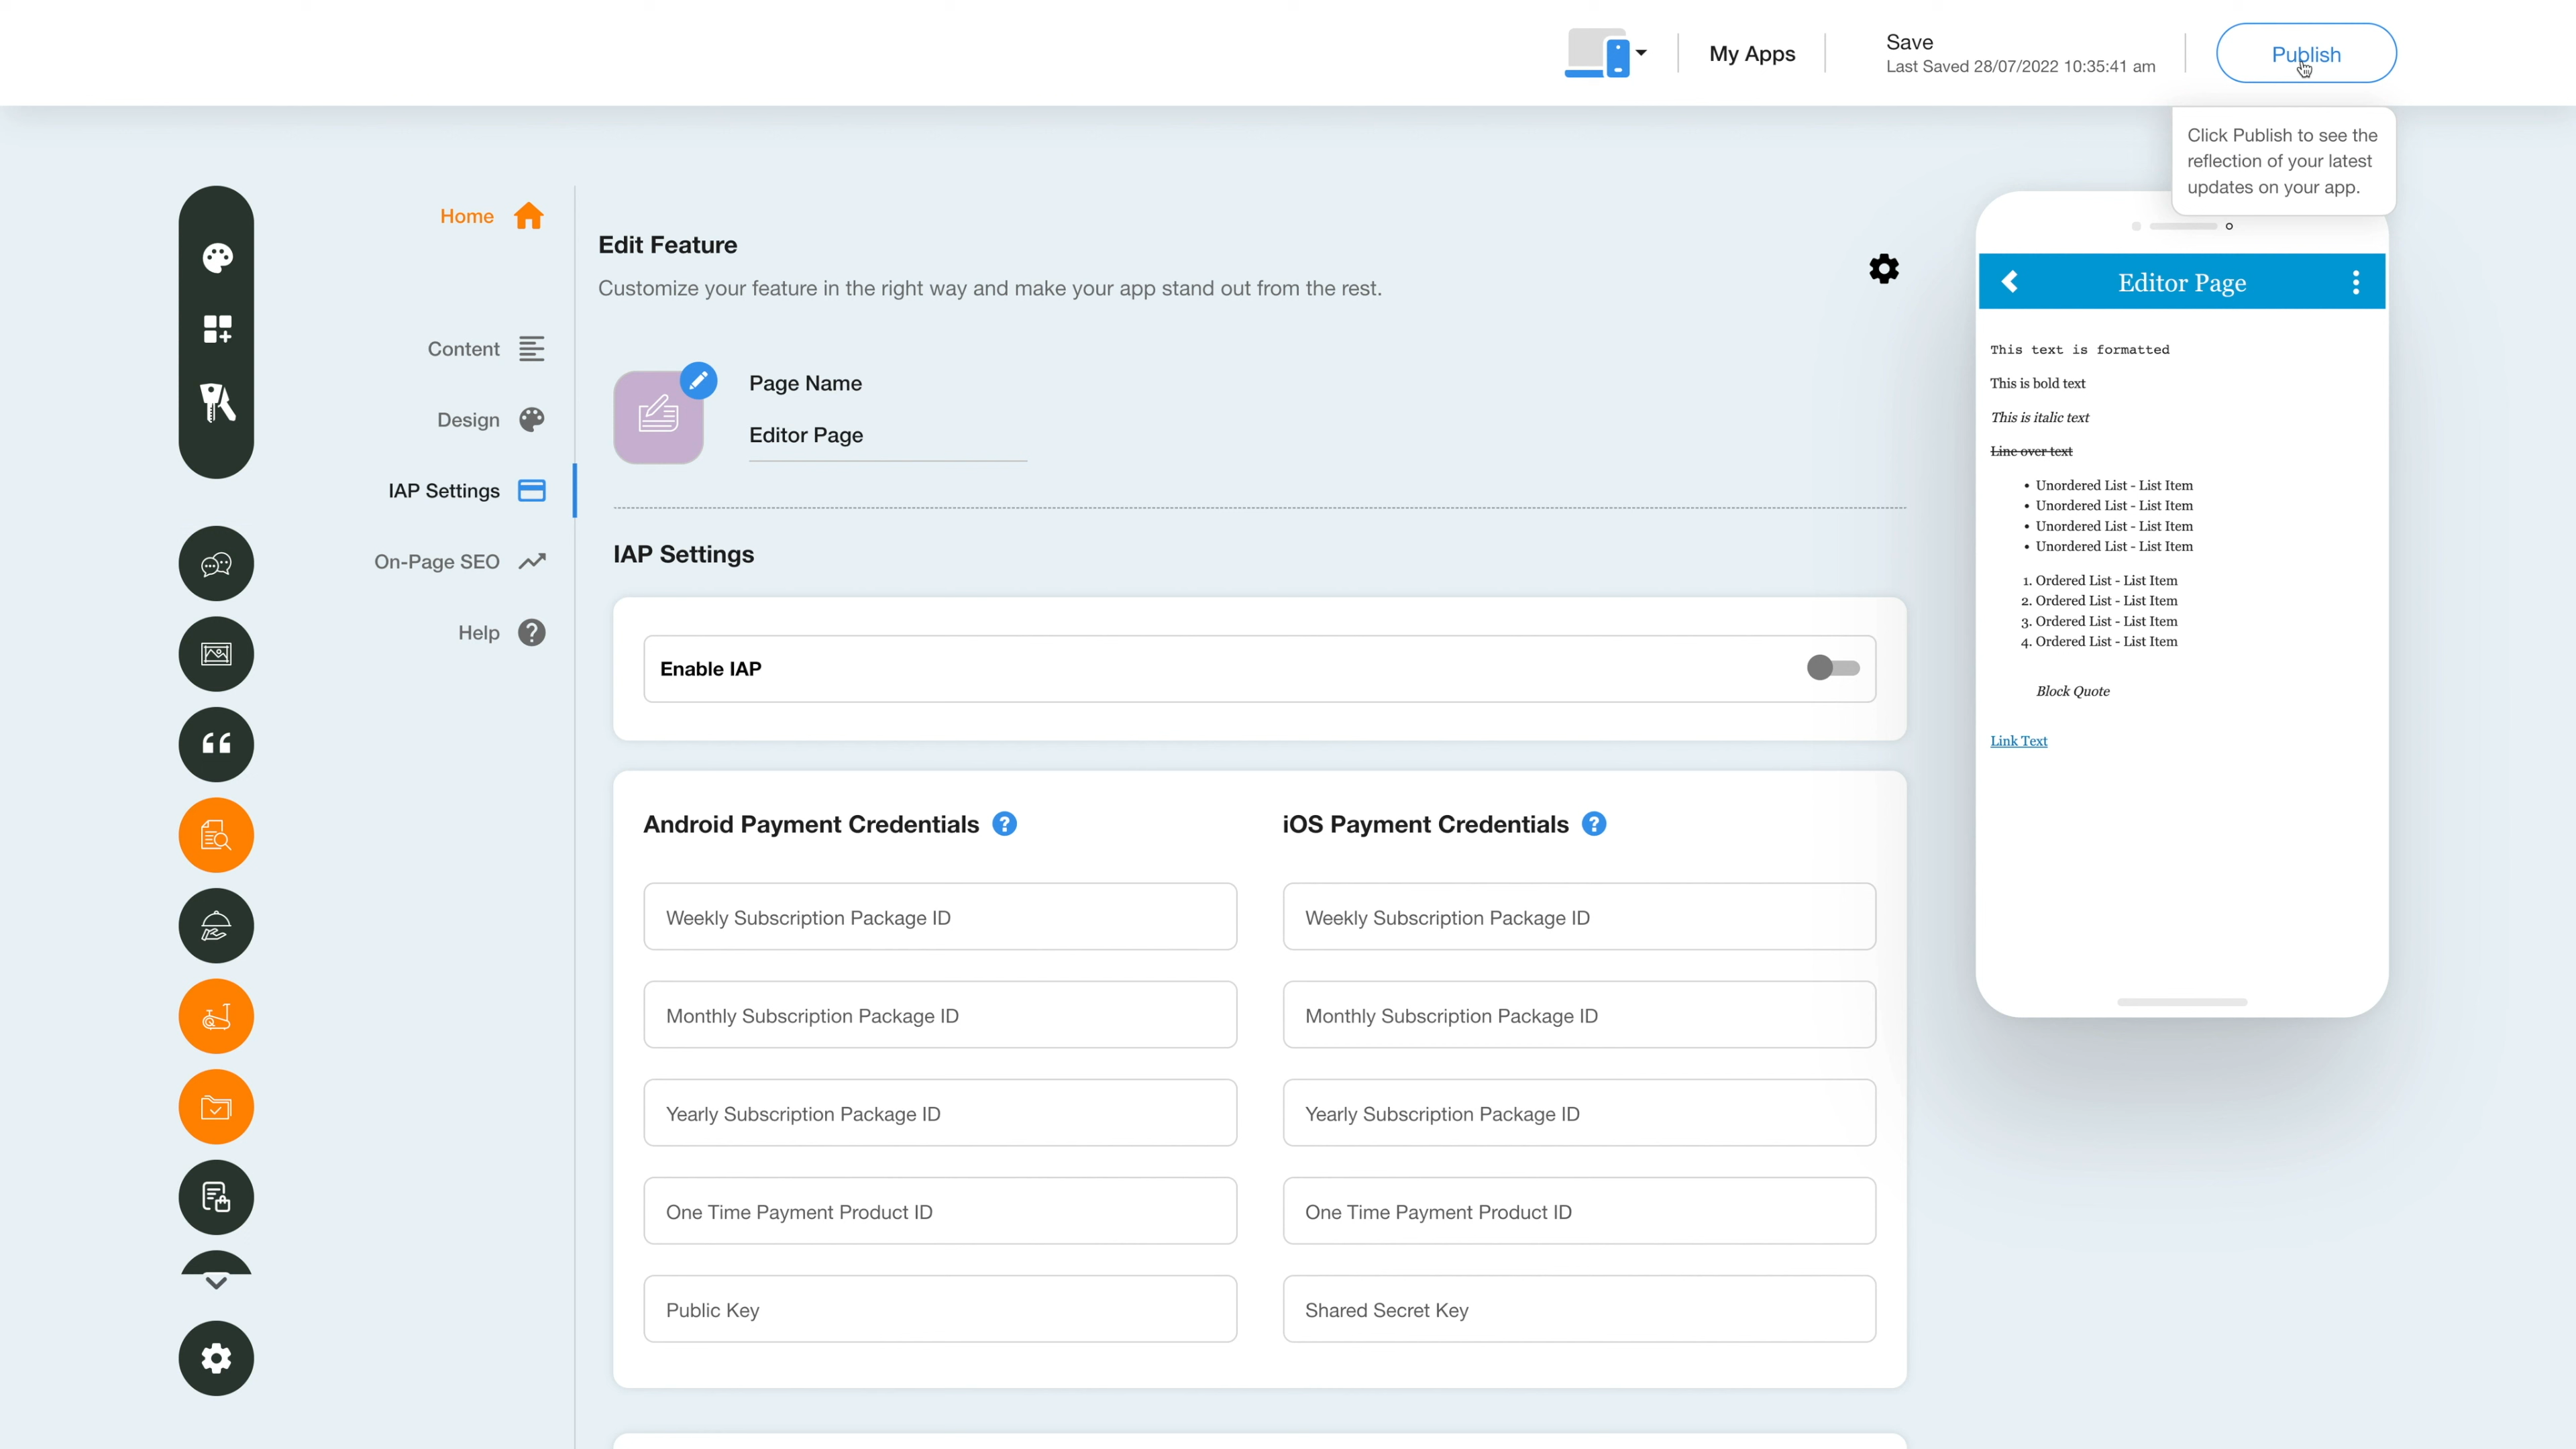 My Apps
Save
Last Saved 28/07/2022 10:35:41 am
Publish
Click Publish to see the
reflection of your latest
updates on your app.
Home
Content
Design
IAP Settings
On-Page SEO
Help
Edit Feature
Customize your feature in the right way and make your app stand out from the rest.
Page Name
Editor Page
IAP Settings
Enable IAP
Android Payment Credentials ?
Weekly Subscription Package ID
Monthly Subscription Package ID
Yearly Subscription Package ID
One Time Payment Product ID
Public Key
iOS Payment Credentials ?
Weekly Subscription Package ID
Monthly Subscription Package ID
Yearly Subscription Package ID
One Time Payment Product ID
Shared Secret Key
Editor Page
This text is formatted
This is bold text
This is italic text
Line over text
• Unordered List - List Item
• Unordered List - List Item
• Unordered List - List Item
• Unordered List - List Item
1. Ordered List - List Item
2. Ordered List - List Item
3. Ordered List - List Item
4. Ordered List - List Item
Block Quote
Link Text